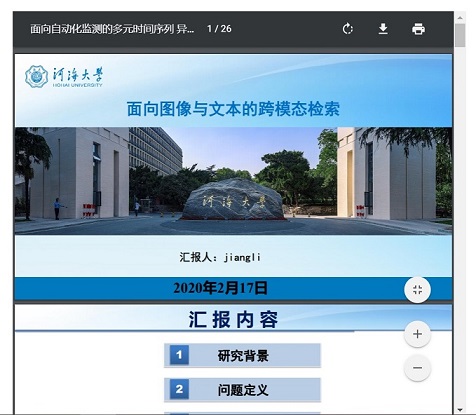 面向自动化监测的多元时间序列 异... 1 / 26
河海大学
HOHAI UNIVERSITY
面向图像与文本的跨模态检索
河海大学
汇报人：jiangli
2020年2月17日
汇报内容
1 研究背景
2 问题定义